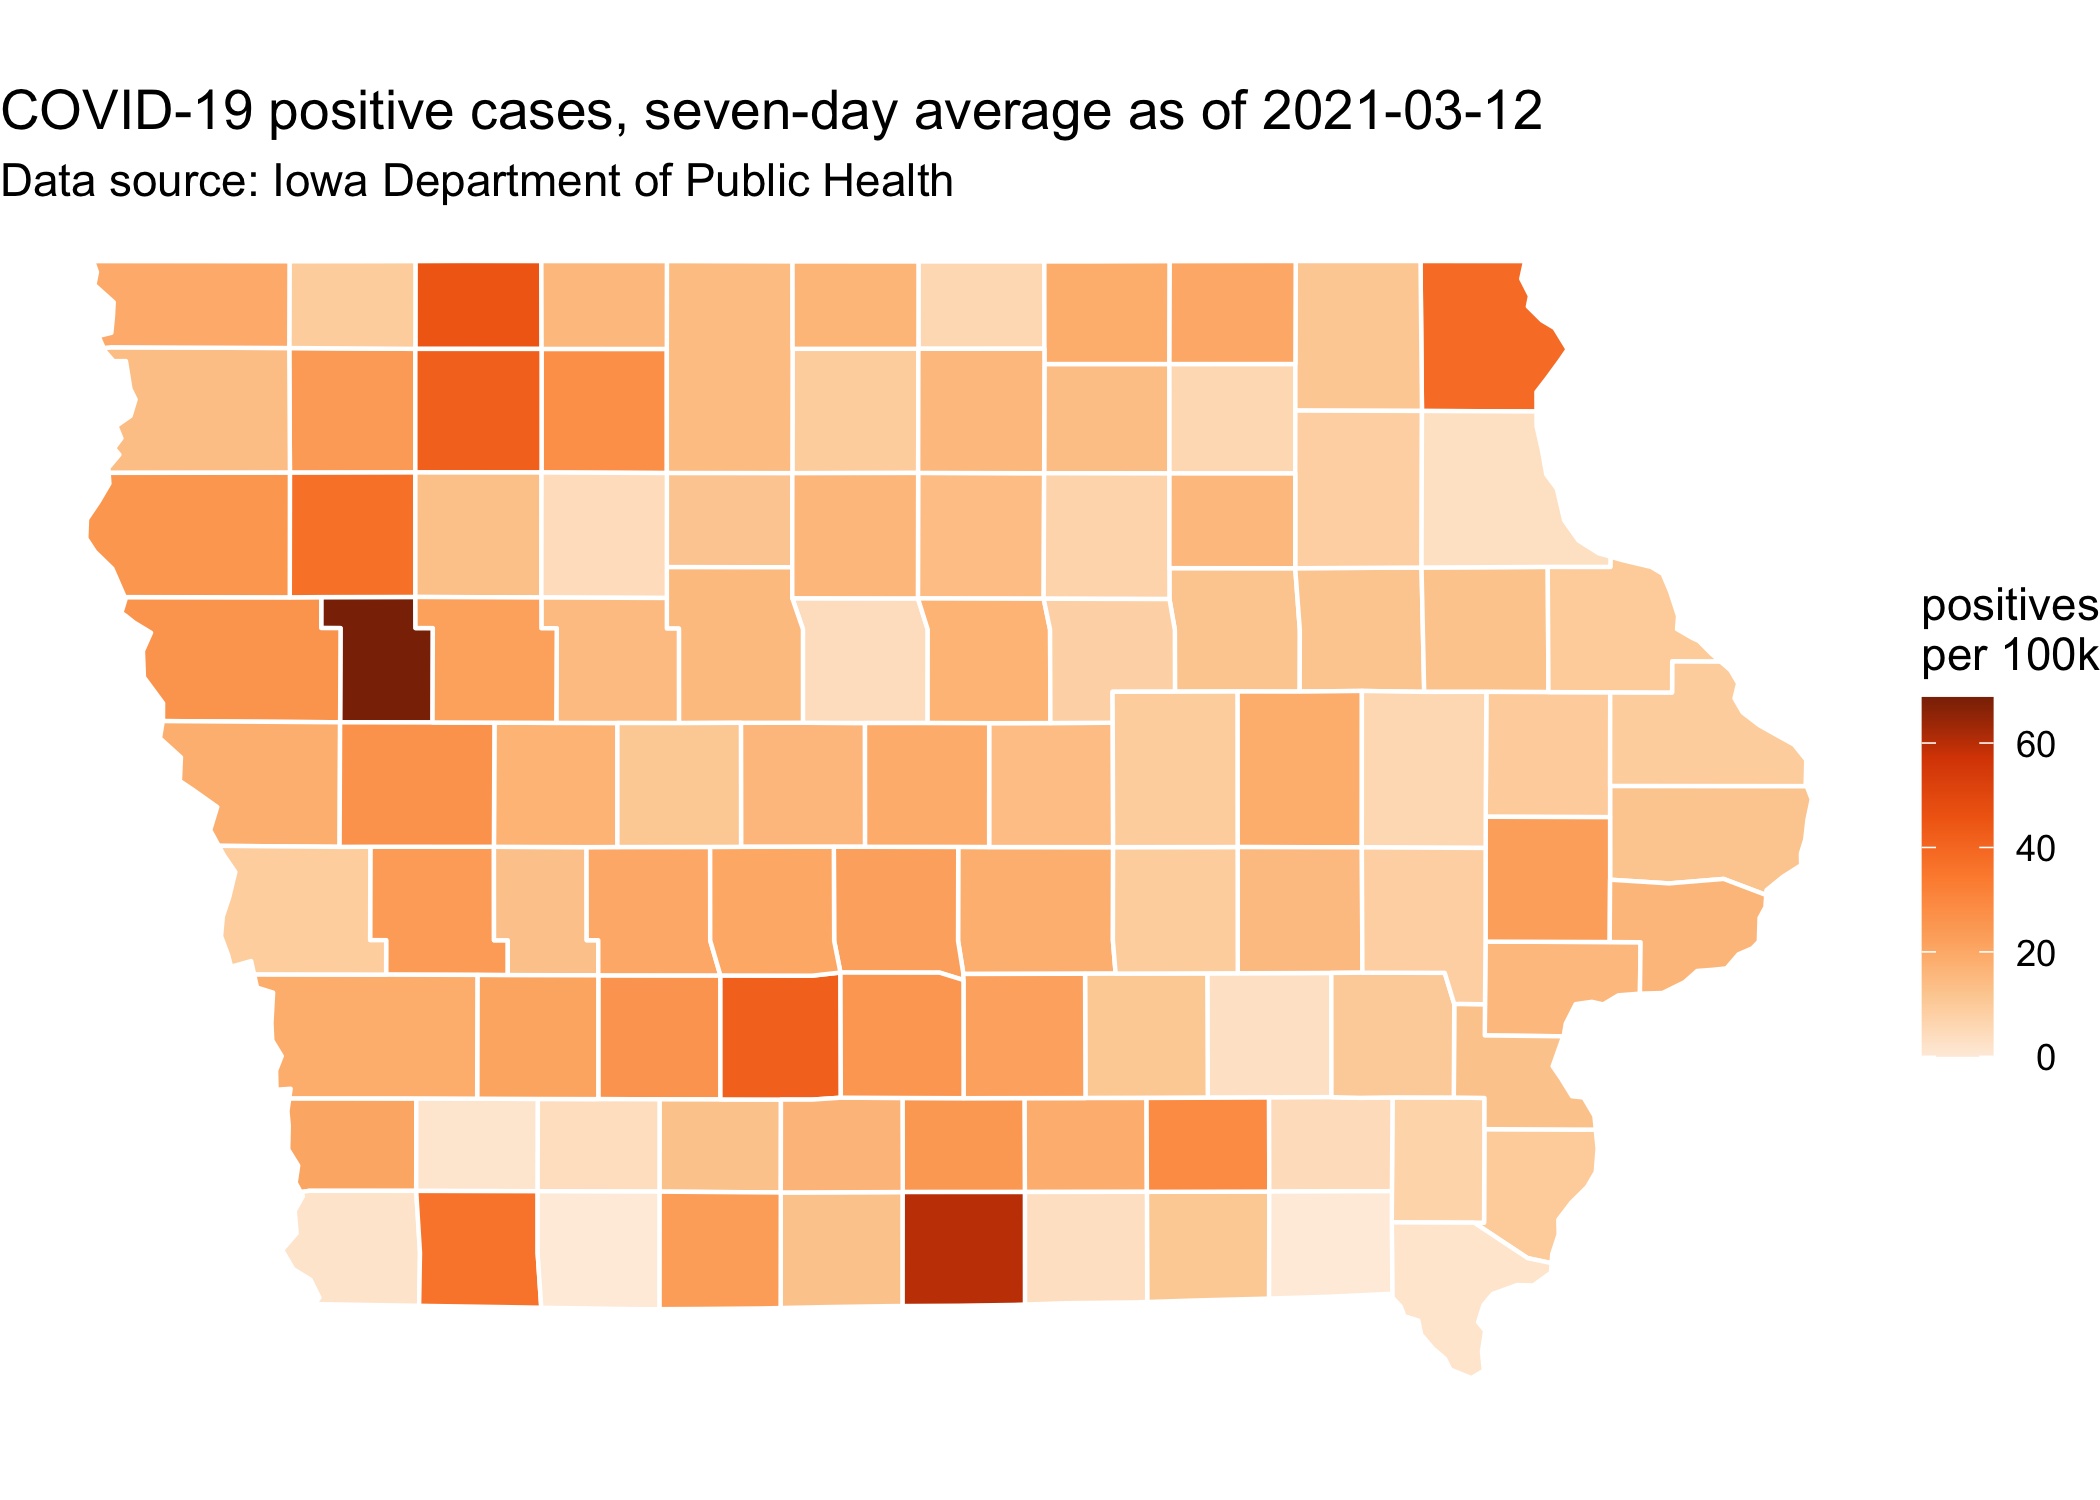 COVID-19 positive cases, seven-day average as of 2021-03-12
Data source: Iowa Department of Public Health
positives
per 100k
60
40
20
0